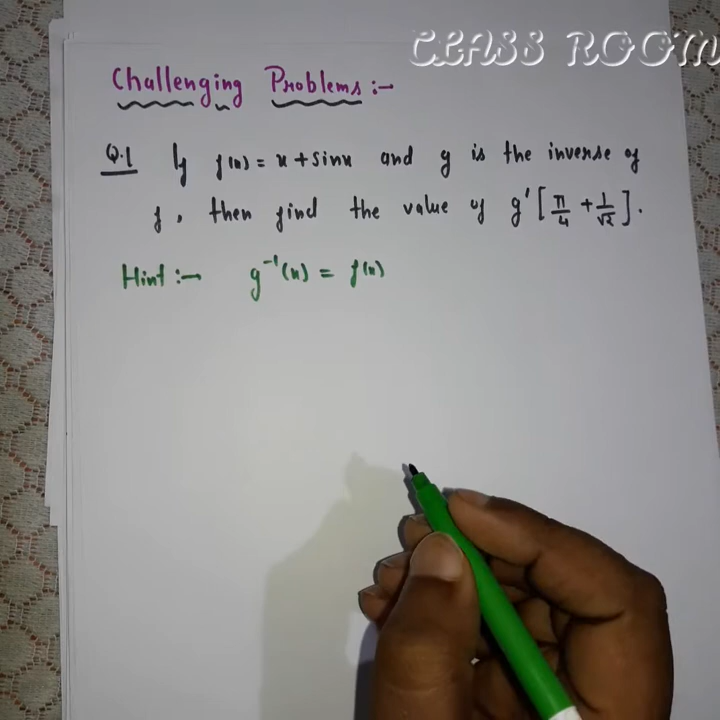 CLASS ROOM
Challenging Problems:-
Q.1 If f(x) = x + sinx and g is the inverse of
f, then find the value of g' [π/4 + 1/√2].
Hint :- g⁻¹(x) = f(x)